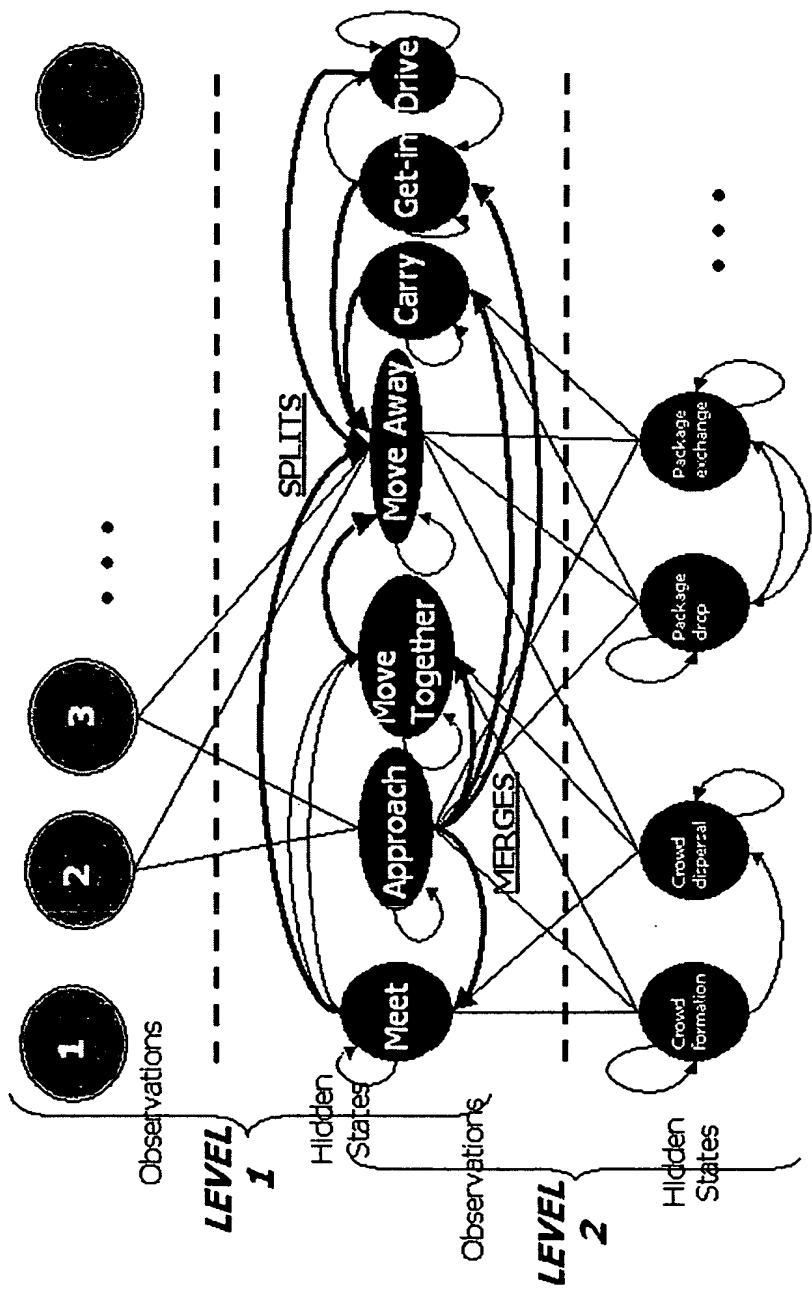 1
2
3
Observations
LEVEL
1
SPLITS
Hidden
States
Meet
Approach
Move
Together
Move Away
Carry
Get-in
Drive
MERGES
Observations
LEVEL
2
Hidden
States
Crowd
formation
Crowd
dispersal
Package
drop
Package
exchange